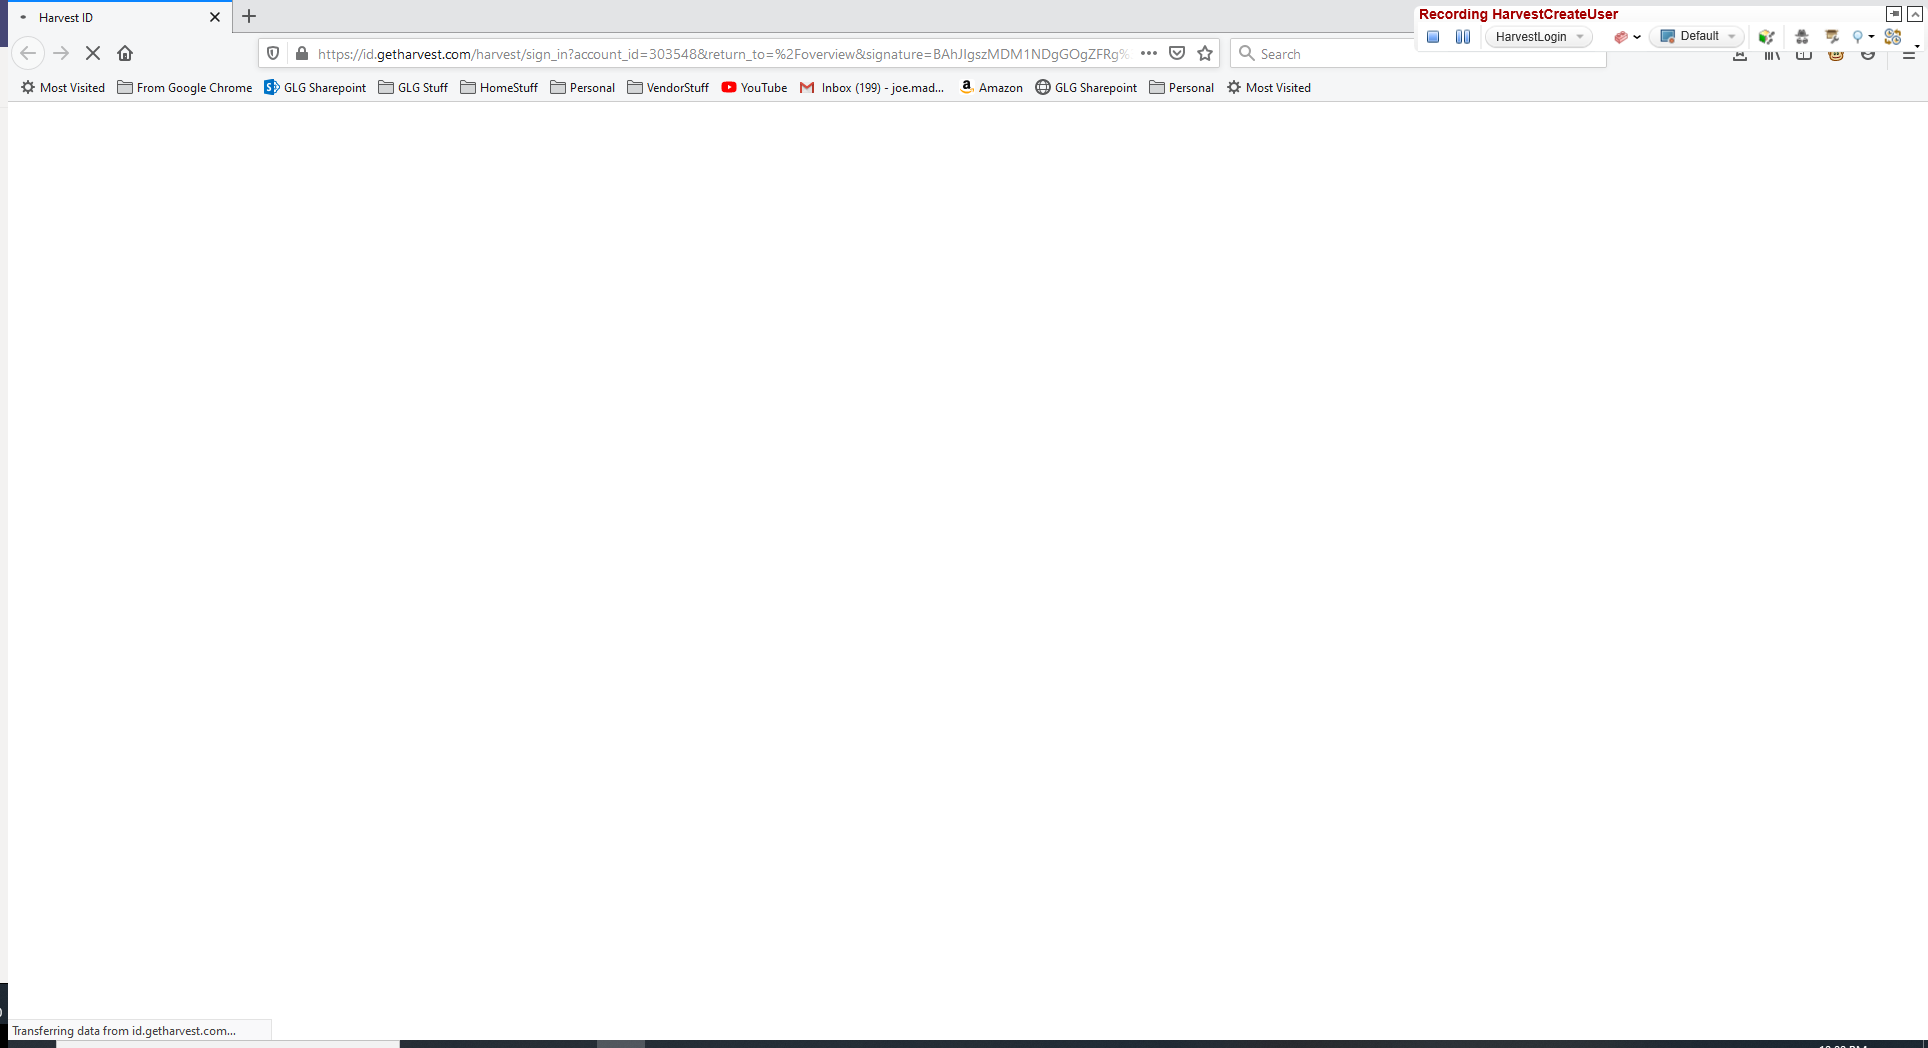 Harvest ID
Recording HarvestCreateUser
HarvestLogin
Default
https://id.getharvest.com/harvest/sign_in?account_id=303548&return_to=%2Foverview&signature=BAhJIgszMDM1NDgGOgZFRg%
Search
Most Visited From Google Chrome GLG Sharepoint GLG Stuff HomeStuff Personal VendorStuff YouTube Inbox (199) - joe.mad... Amazon GLG Sharepoint Personal Most Visited
Transferring data from id.getharvest.com...